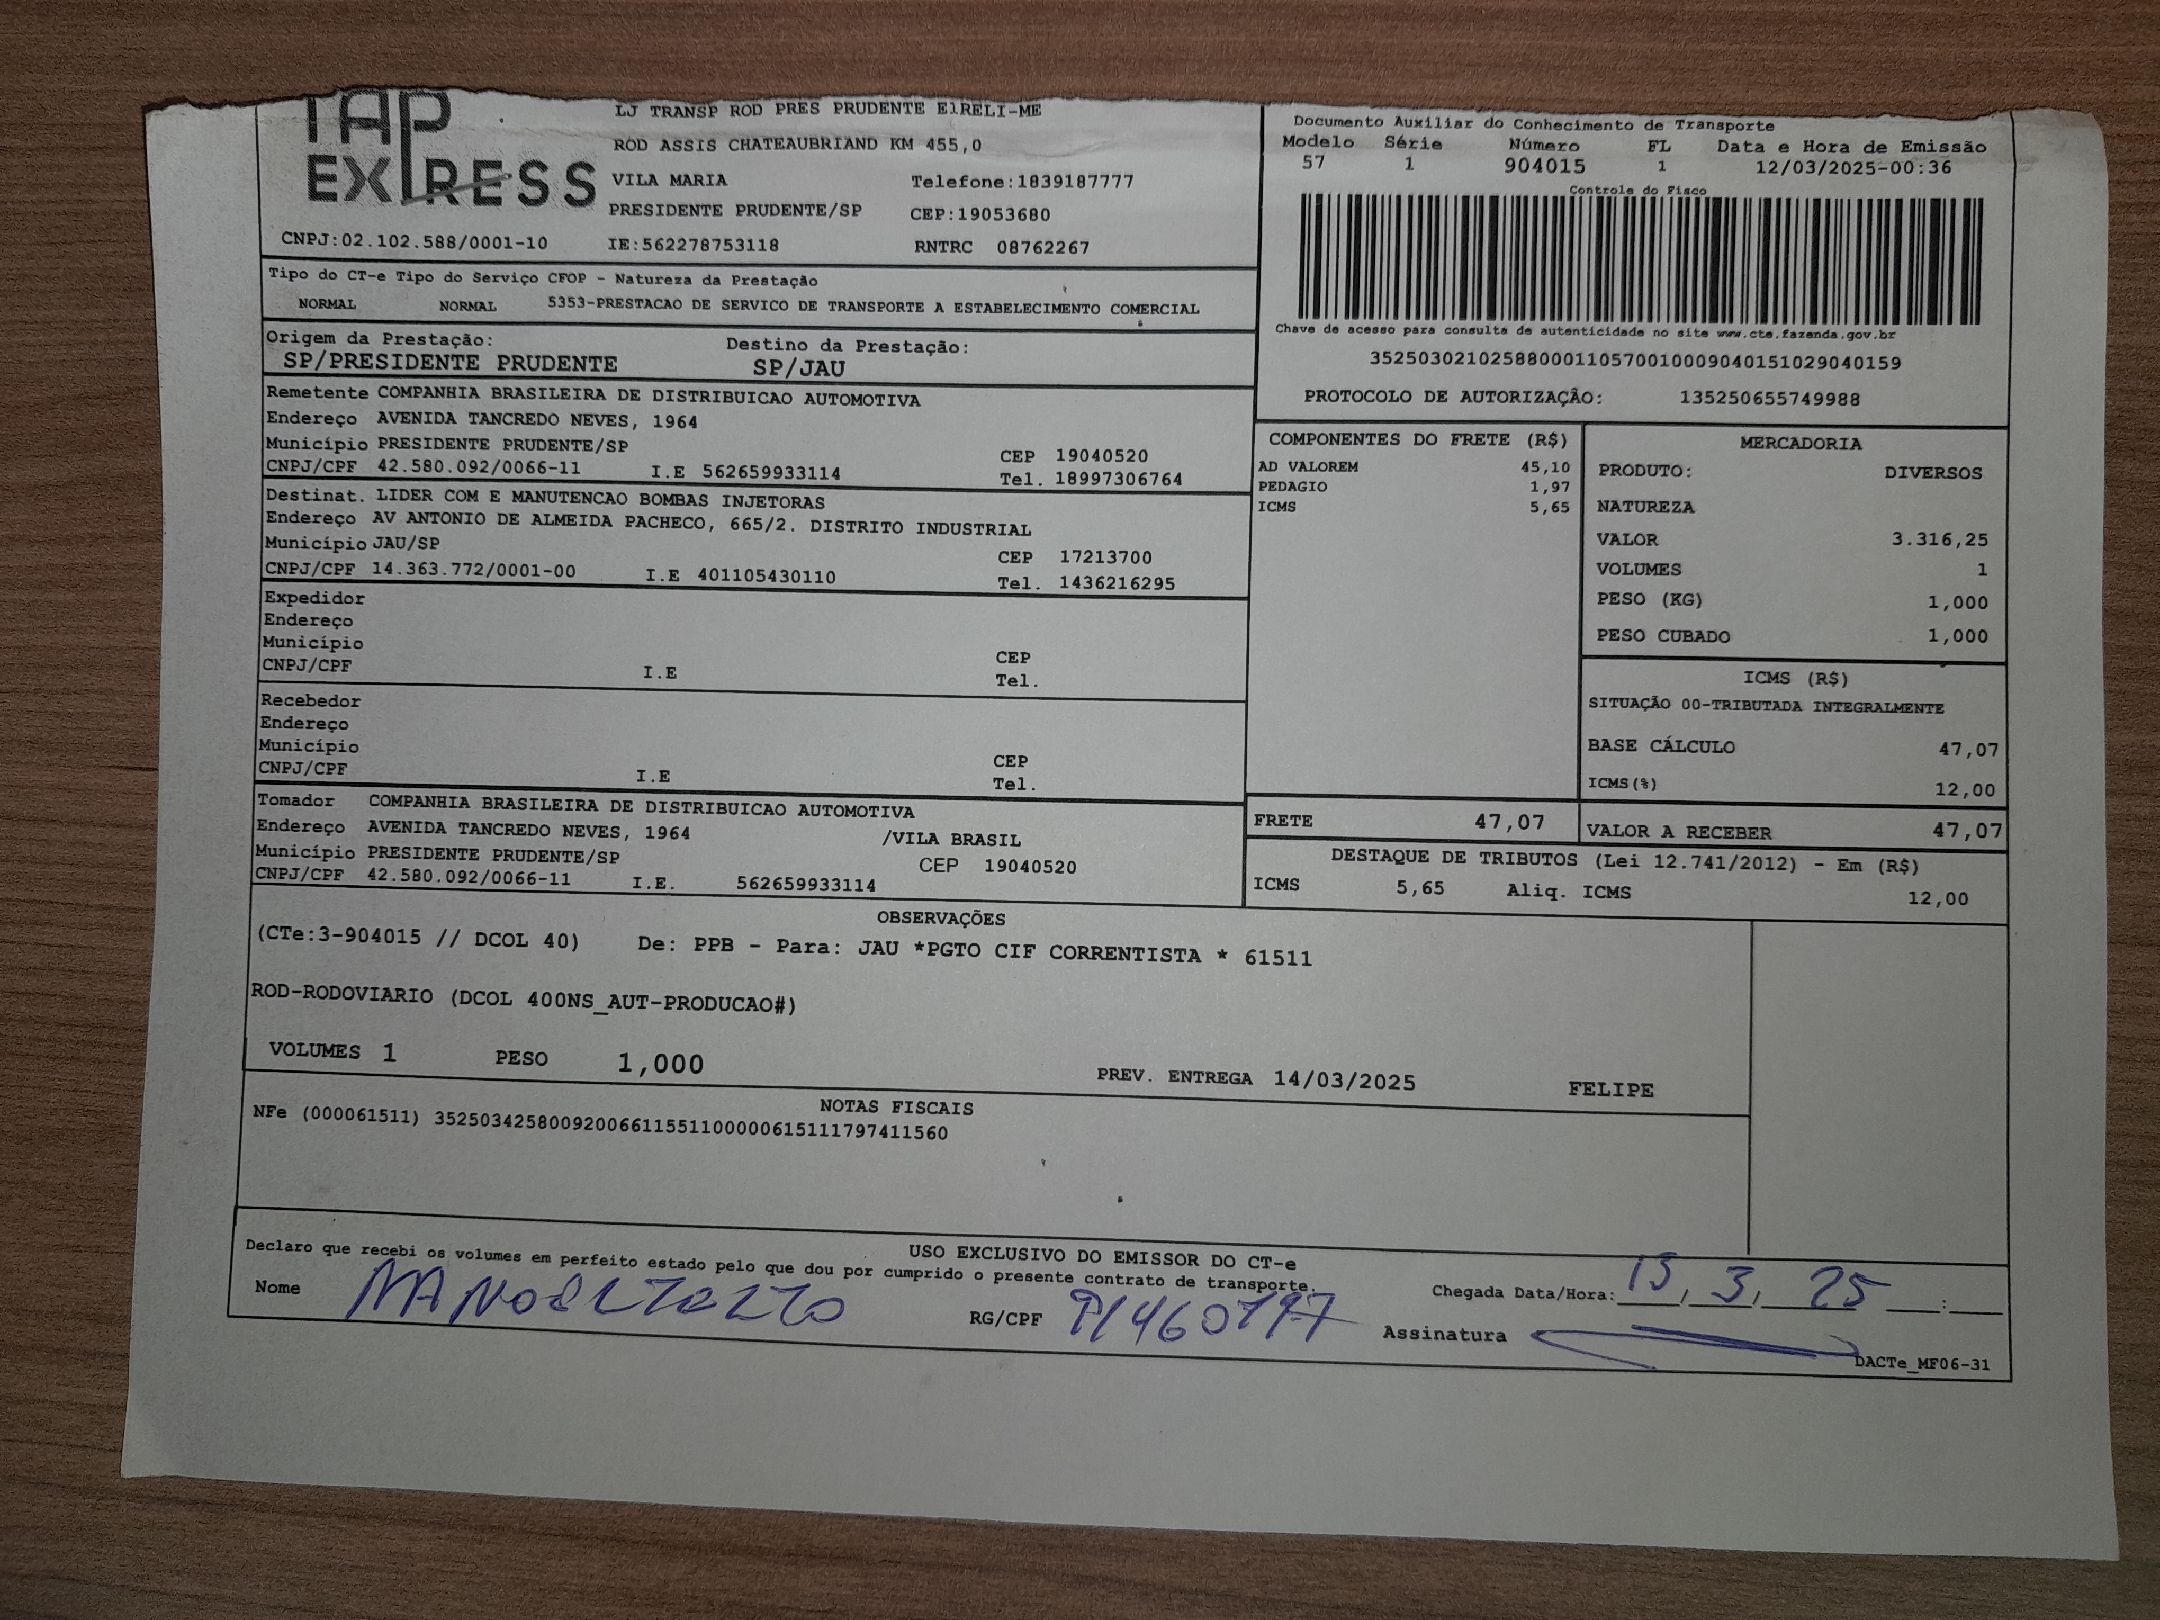 TAP
EXPRESS
LJ TRANSP ROD PRES PRUDENTE EIRELI-ME
ROD ASSIS CHATEAUBRIAND KM 455,0
VILA MARIA Telefone:1839187777
PRESIDENTE PRUDENTE/SP CEP:19053680
CNPJ:02.102.588/0001-10 IE:562278753118 RNTRC 08762267
Documento Auxiliar do Conhecimento de Transporte
Modelo Série Número FL Data e Hora de Emissão
57 1 904015 1 12/03/2025-00:36
Controle do Fisco
Chave de acesso para consulta de autenticidade no site www.cte.fazenda.gov.br
35250302102588000110570010009040151029040159
PROTOCOLO DE AUTORIZAÇÃO: 135250655749988
Tipo do CT-e Tipo do Serviço CFOP - Natureza da Prestação
NORMAL NORMAL 5353-PRESTACAO DE SERVICO DE TRANSPORTE A ESTABELECIMENTO COMERCIAL
Origem da Prestação: Destino da Prestação:
SP/PRESIDENTE PRUDENTE SP/JAU
Remetente COMPANHIA BRASILEIRA DE DISTRIBUICAO AUTOMOTIVA
Endereço AVENIDA TANCREDO NEVES, 1964
Município PRESIDENTE PRUDENTE/SP CEP 19040520
CNPJ/CPF 42.580.092/0066-11 I.E 562659933114 Tel. 18997306764
Destinat. LIDER COM E MANUTENCAO BOMBAS INJETORAS
Endereço AV ANTONIO DE ALMEIDA PACHECO, 665/2. DISTRITO INDUSTRIAL
Município JAU/SP CEP 17213700
CNPJ/CPF 14.363.772/0001-00 I.E 401105430110 Tel. 1436216295
Expedidor
Endereço
Município CEP
CNPJ/CPF I.E Tel.
Recebedor
Endereço
Município CEP
CNPJ/CPF I.E Tel.
Tomador COMPANHIA BRASILEIRA DE DISTRIBUICAO AUTOMOTIVA
Endereço AVENIDA TANCREDO NEVES, 1964 /VILA BRASIL
Município PRESIDENTE PRUDENTE/SP CEP 19040520
CNPJ/CPF 42.580.092/0066-11 I.E. 562659933114
COMPONENTES DO FRETE (R$)
AD VALOREM 45,10
PEDAGIO 1,97
ICMS 5,65
MERCADORIA
PRODUTO: DIVERSOS
NATUREZA
VALOR 3.316,25
VOLUMES 1
PESO (KG) 1,000
PESO CUBADO 1,000
ICMS (R$)
SITUAÇÃO 00-TRIBUTADA INTEGRALMENTE
BASE CÁLCULO 47,07
ICMS(%) 12,00
FRETE 47,07 VALOR A RECEBER 47,07
DESTAQUE DE TRIBUTOS (Lei 12.741/2012) - Em (R$)
ICMS 5,65 Aliq. ICMS 12,00
OBSERVAÇÕES
(CTe:3-904015 // DCOL 40) De: PPB - Para: JAU *PGTO CIF CORRENTISTA * 61511
ROD-RODOVIARIO (DCOL 400NS_AUT-PRODUCAO#)
VOLUMES 1 PESO 1,000 PREV. ENTREGA 14/03/2025 FELIPE
NOTAS FISCAIS
NFe (000061511) 35250342580092006611551100000615111797411560
USO EXCLUSIVO DO EMISSOR DO CT-e
Declaro que recebi os volumes em perfeito estado pelo que dou por cumprido o presente contrato de transporte.
Nome RG/CPF Chegada Data/Hora: 13, 3, 25 :
Assinatura
DACTe_MF06-31